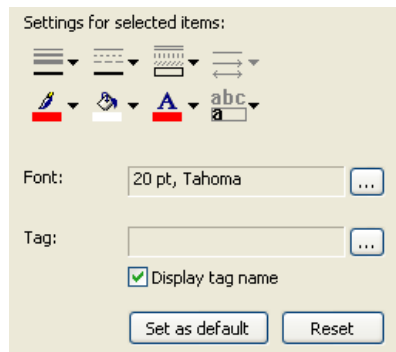 Settings for selected items:
A abc
a
Font: 20 pt, Tahoma ...
Tag: ...
Display tag name
Set as default Reset